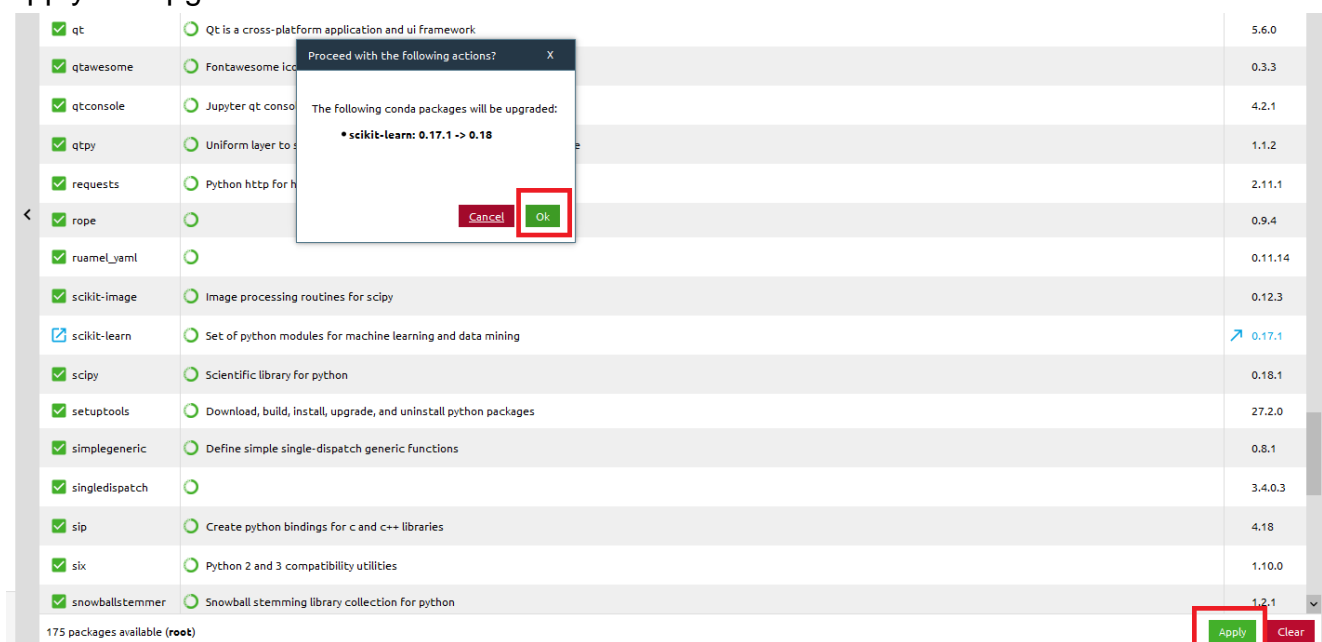 qt Qt is a cross-platform application and ui framework 5.6.0
Proceed with the following actions? X
qtawesome Fontawesome 0.3.3
The following conda packages will be upgraded:
qtconsole Jupyter qt 4.2.1
• scikit-learn: 0.17.1 -> 0.18
qtpy Uniform layer to 1.1.2
requests Python http for 2.11.1
Cancel Ok
< rope 0.9.4
ruamel_yaml 0.11.14
scikit-image Image processing routines for scipy 0.12.3
scikit-learn Set of python modules for machine learning and data mining 0.17.1
scipy Scientific library for python 0.18.1
setuptools Download, build, install, upgrade, and uninstall python packages 27.2.0
simplegeneric Define simple single-dispatch generic functions 0.8.1
singledispatch 3.4.0.3
sip Create python bindings for c and c++ libraries 4.18
six Python 2 and 3 compatibility utilities 1.10.0
snowballstemmer Snowball stemming library collection for python 1.2.1
175 packages available (root) Apply Clear